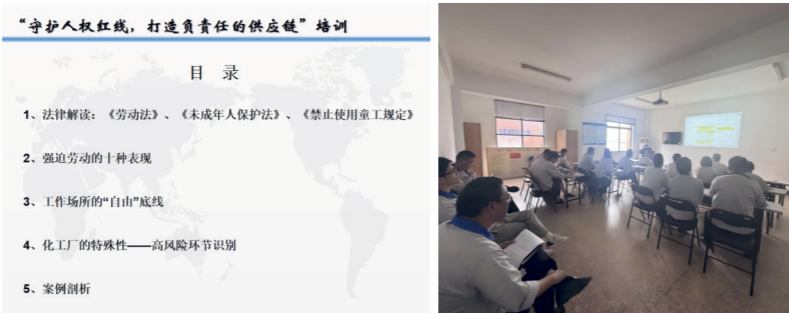 “守护人权红线，打造负责任的供应链”培训
目 录
1、法律解读：《劳动法》、《未成年人保护法》、《禁止使用童工规定》
2、强迫劳动的十种表现
3、工作场所的“自由”底线
4、化工厂的特殊性——高风险环节识别
5、案例剖析